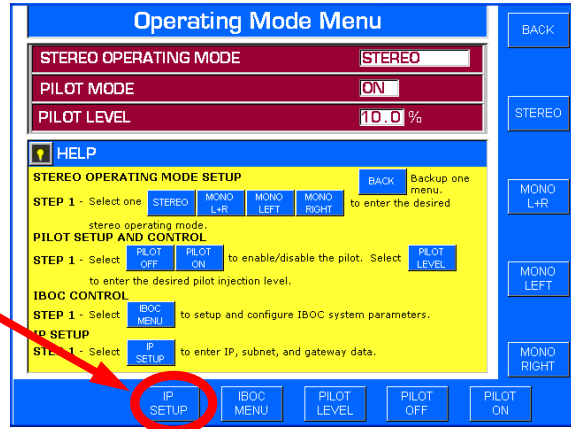 Operating Mode Menu
STEREO OPERATING MODE STEREO
PILOT MODE ON
PILOT LEVEL 10.0 %
HELP
STEREO OPERATING MODE SETUP
BACK Backup one menu.
STEP 1 - Select one STEREO MONO L+R MONO LEFT MONO RIGHT to enter the desired
stereo operating mode.
PILOT SETUP AND CONTROL
STEP 1 - Select PILOT OFF PILOT ON to enable/disable the pilot. Select PILOT LEVEL
to enter the desired pilot injection level.
IBOC CONTROL
STEP 1 - Select IBOC MENU to setup and configure IBOC system parameters.
IP SETUP
STEP 1 - Select IP SETUP to enter IP, subnet, and gateway data.
BACK
STEREO
MONO
L+R
MONO
LEFT
MONO
RIGHT
IP
SETUP
IBOC
MENU
PILOT
LEVEL
PILOT
OFF
PILOT
ON